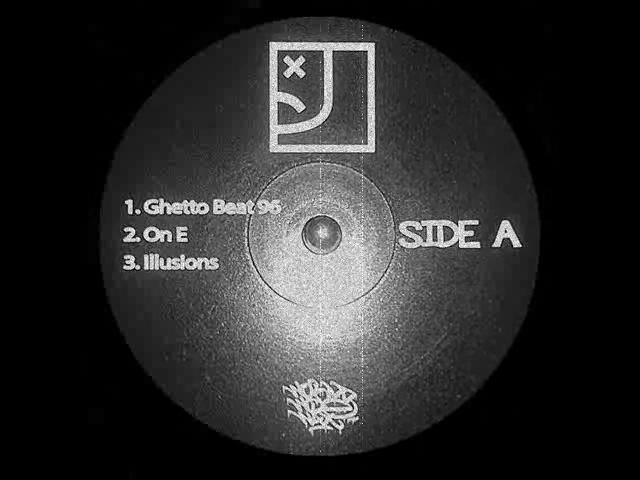 1. Ghetto Beat 96
2. On E
3. Illusions
SIDE A